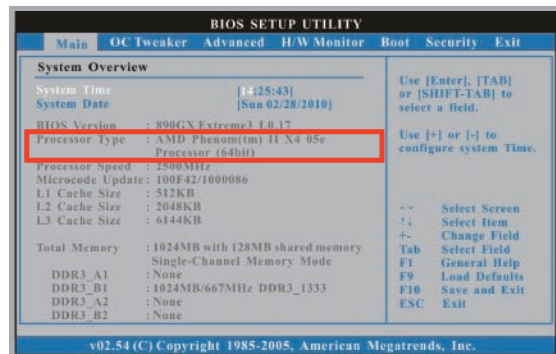 BIOS SETUP UTILITY
Main OC Tweaker Advanced H/W Monitor Boot Security Exit
System Overview
System Time [14:25:43]
System Date [Sun 02/28/2010]
BIOS Version : 890GX Extreme3 L0.17
Processor Type : AMD Phenom(tm) II X4 05e
Processor (64bit)
Processor Speed : 2500MHz
Microcode Update : 100F42/1000086
L1 Cache Size : 512KB
L2 Cache Size : 2048KB
L3 Cache Size : 6144KB
Total Memory : 1024MB with 128MB shared memory
Single-Channel Memory Mode
DDR3_A1 : None
DDR3_B1 : 1024MB/667MHz DDR3_1333
DDR3_A2 : None
DDR3_B2 : None
Use [Enter], [TAB]
or [SHIFT-TAB] to
select a field.
Use [+] or [-] to
configure system Time.
Select Screen
↑↓ Select Item
+- Change Field
Tab Select Field
F1 General Help
F9 Load Defaults
F10 Save and Exit
ESC Exit
v02.54 (C) Copyright 1985-2005, American Megatrends, Inc.